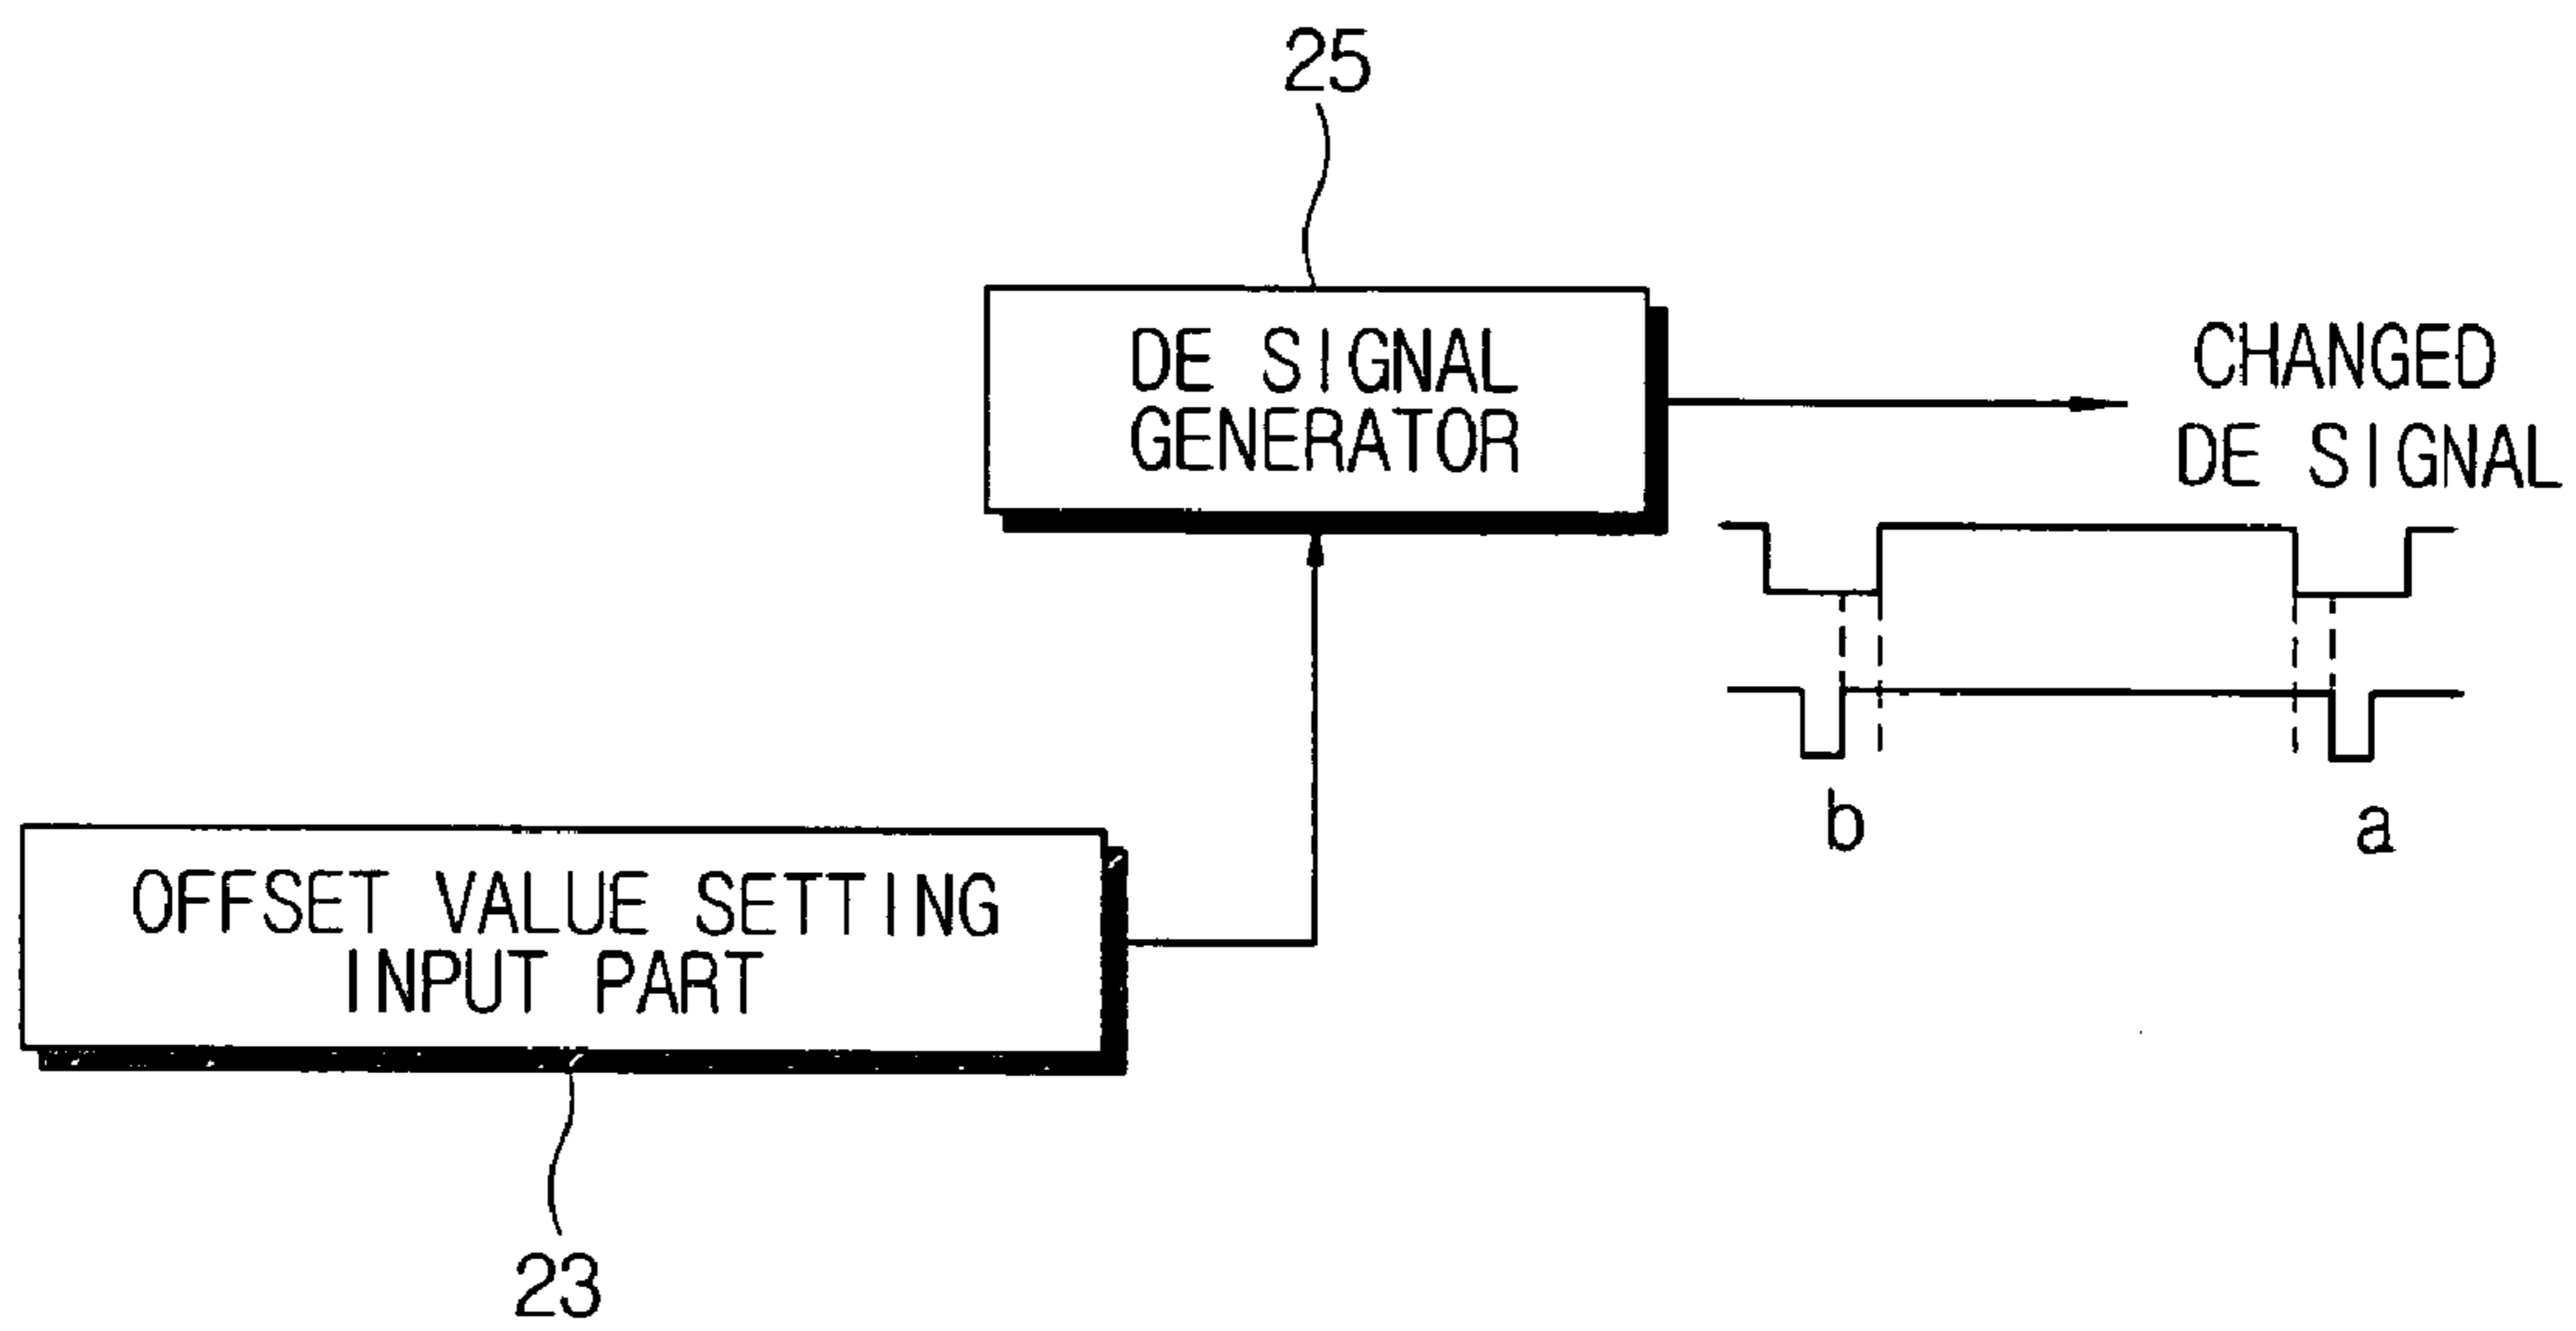 25
DE SIGNAL
GENERATOR
CHANGED
DE SIGNAL
b
a
OFFSET VALUE SETTING
INPUT PART
23